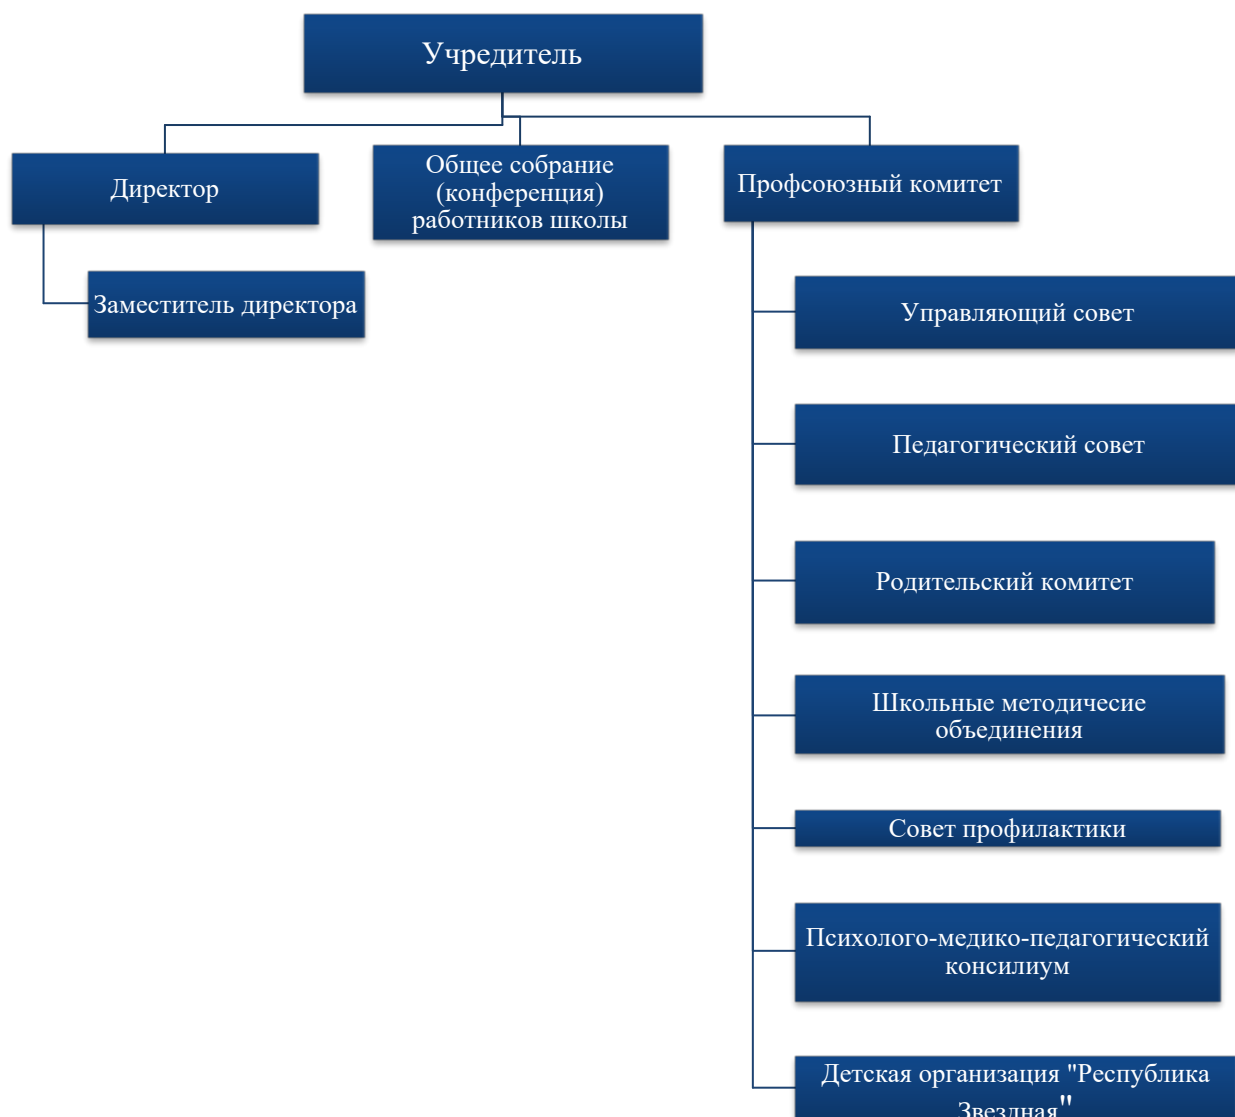 Учредитель
Директор
Общее собрание
(конференция)
работников школы
Профсоюзный комитет
Заместитель директора
Управляющий совет
Педагогический совет
Родительский комитет
Школьные методичесие
объединения
Совет профилактики
Психолого-медико-педагогический
консилиум
Детская организация "Республика
Звездная"